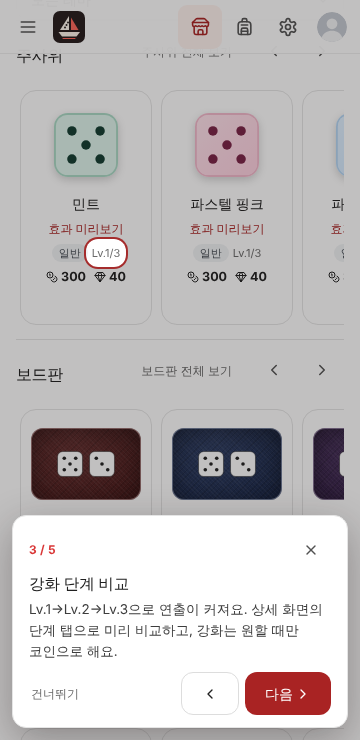 주사위
민트
효과 미리보기
일반 Lv.1/3
300 40
파스텔 핑크
효과 미리보기
일반 Lv.1/3
300 40
보드판
보드판 전체 보기
3 / 5
강화 단계 비교
Lv.1→Lv.2→Lv.3으로 연출이 커져요. 상세 화면의
단계 탭으로 미리 비교하고, 강화는 원할 때만
코인으로 해요.
건너뛰기
다음